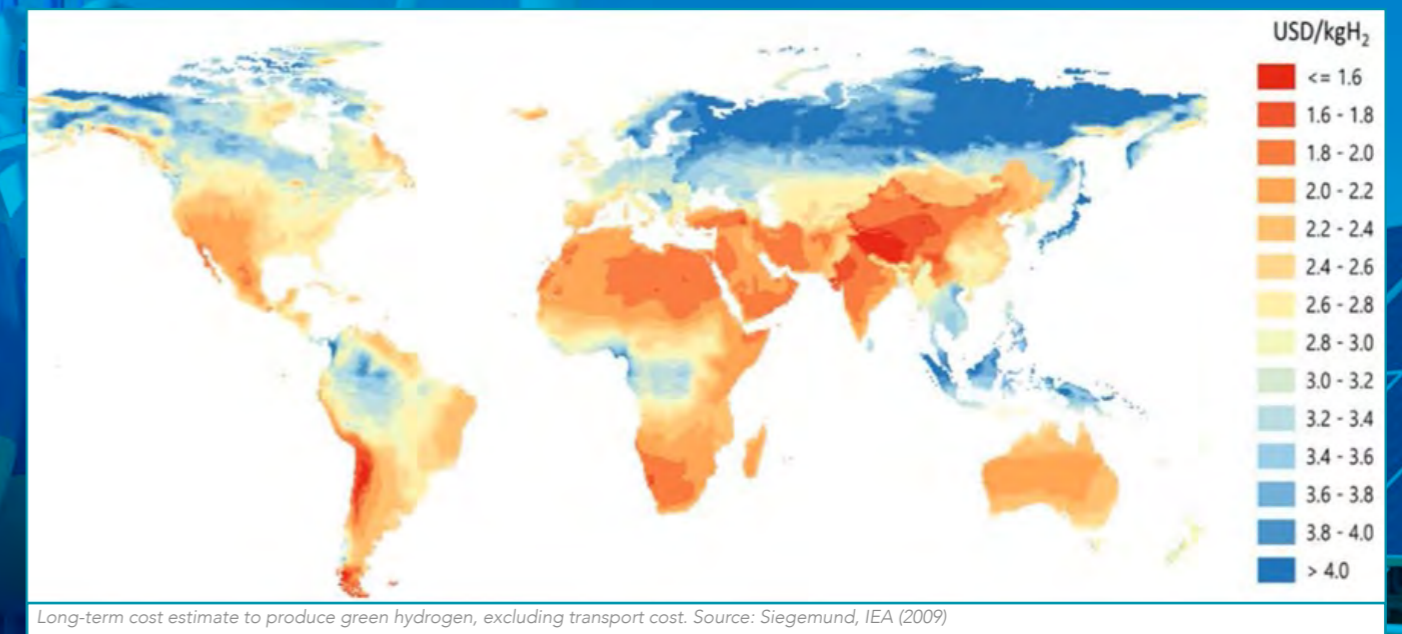 USD/kgH₂
<= 1.6
1.6 - 1.8
1.8 - 2.0
2.0 - 2.2
2.2 - 2.4
2.4 - 2.6
2.6 - 2.8
2.8 - 3.0
3.0 - 3.2
3.2 - 3.4
3.4 - 3.6
3.6 - 3.8
3.8 - 4.0
> 4.0
Long-term cost estimate to produce green hydrogen, excluding transport cost. Source: Siegemund, IEA (2009)